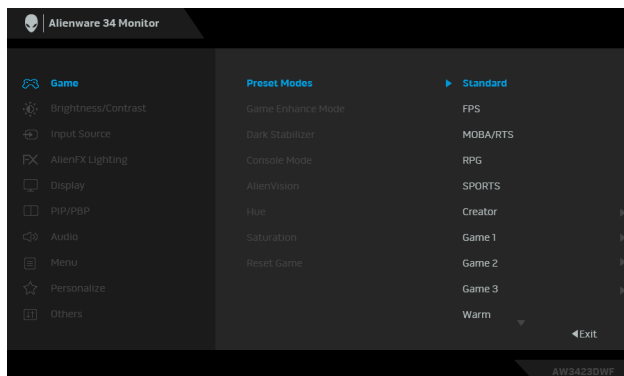 Alienware 34 Monitor
Game
Preset Modes
Standard
Brightness/Contrast
Game Enhance Mode
FPS
Input Source
Dark Stabilizer
MOBA/RTS
AlienFX Lighting
Console Mode
RPG
Display
AlienVision
SPORTS
PIP/PBP
Hue
Creator
Audio
Saturation
Game 1
Menu
Reset Game
Game 2
Personalize
Game 3
Others
Warm
Exit
AW3423DWF